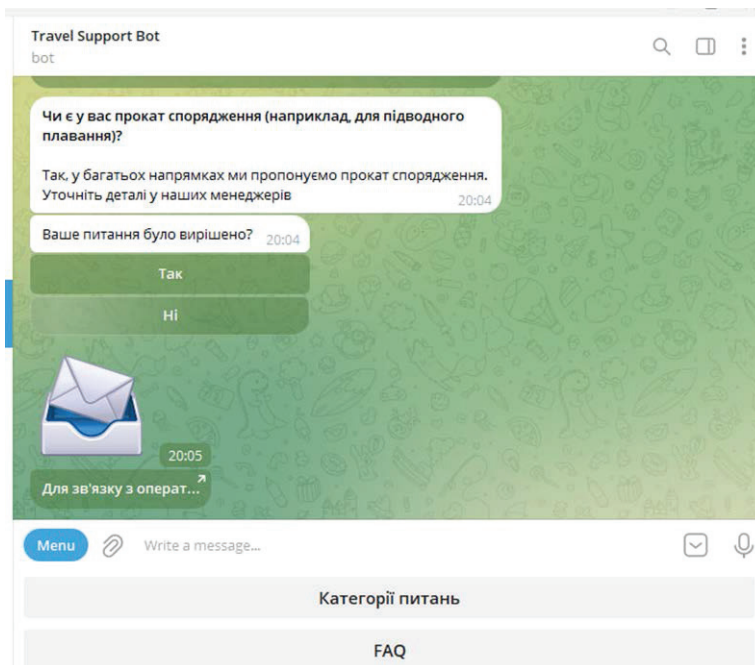 Travel Support Bot
bot
Чи є у вас прокат спорядження (наприклад, для підводного
плавання)?
Так, у багатьох напрямках ми пропонуємо прокат спорядження.
Уточніть деталі у наших менеджерів
20:04
Ваше питання було вирішено?
20:04
Так
Ні
20:05
Для зв'язку з операт...
Menu
Write a message...
Категорії питань
FAQ